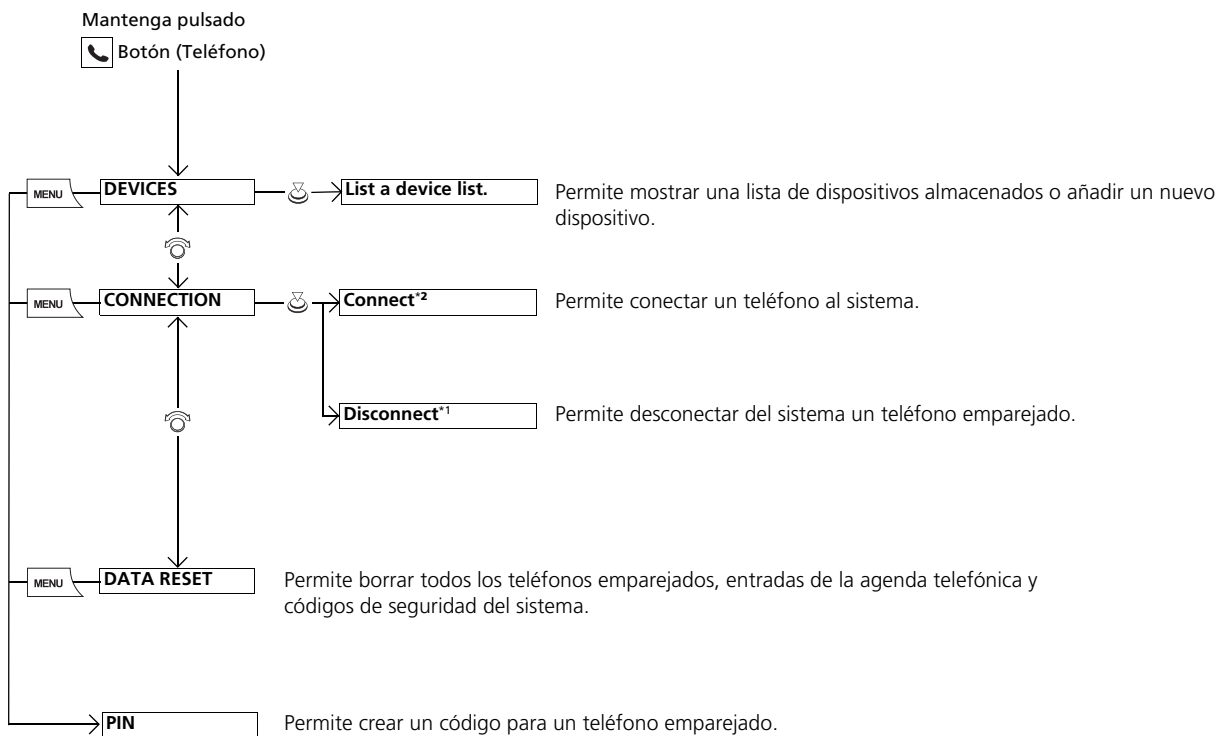 Mantenga pulsado
Botón (Teléfono)
MENU DEVICES List a device list. Permite mostrar una lista de dispositivos almacenados o añadir un nuevo
dispositivo.
MENU CONNECTION Connect*2 Permite conectar un teléfono al sistema.
Disconnect*1 Permite desconectar del sistema un teléfono emparejado.
MENU DATA RESET Permite borrar todos los teléfonos emparejados, entradas de la agenda telefónica y
códigos de seguridad del sistema.
PIN Permite crear un código para un teléfono emparejado.